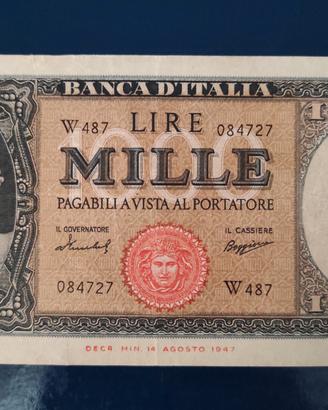 BANCA D'ITALIA
W 487 LIRE 084727
1000
MILLE
PAGABILI A VISTA AL PORTATORE
IL GOVERNATORE IL CASSIERE
084727 W 487
DECR. MIN. 14 AGOSTO 1947